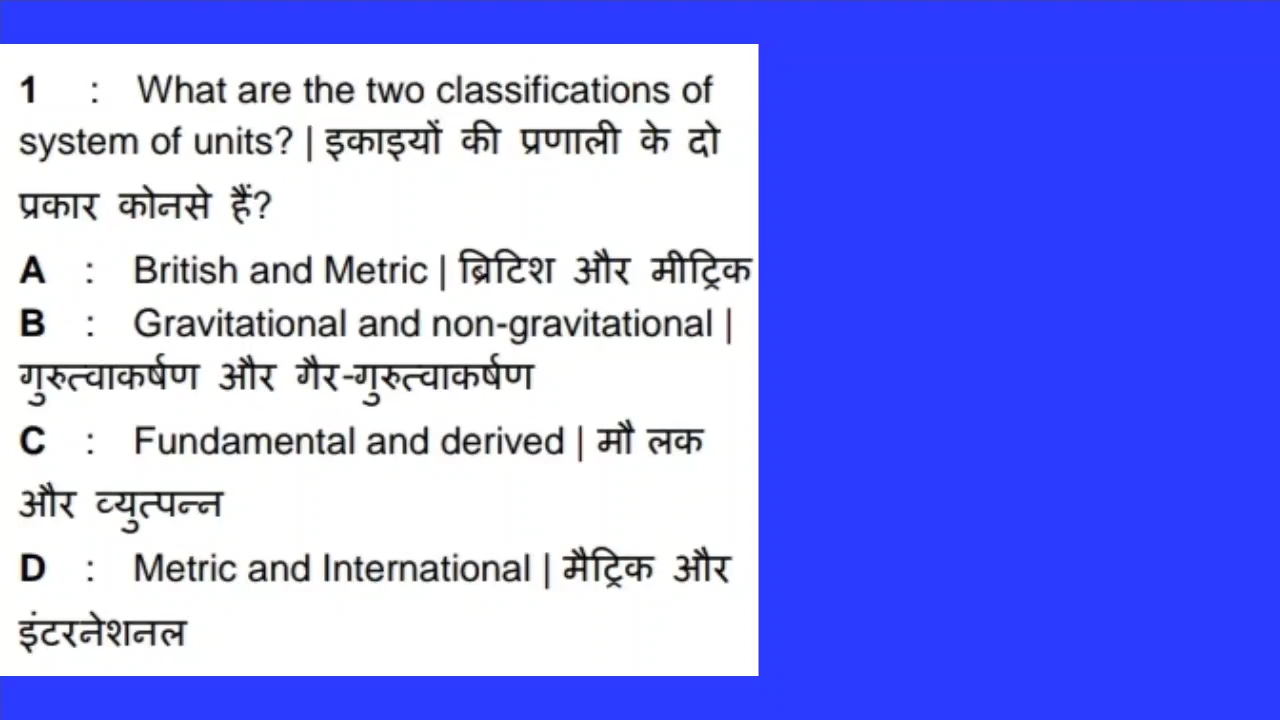 1 : What are the two classifications of
system of units? | इकाइयों की प्रणाली के दो
प्रकार कोनसे हैं?
A : British and Metric | ब्रिटिश और मीट्रिक
B : Gravitational and non-gravitational |
गुरुत्वाकर्षण और गैर-गुरुत्वाकर्षण
C : Fundamental and derived | मौ लक
और व्युत्पन्न
D : Metric and International | मैट्रिक और
इंटरनेशनल